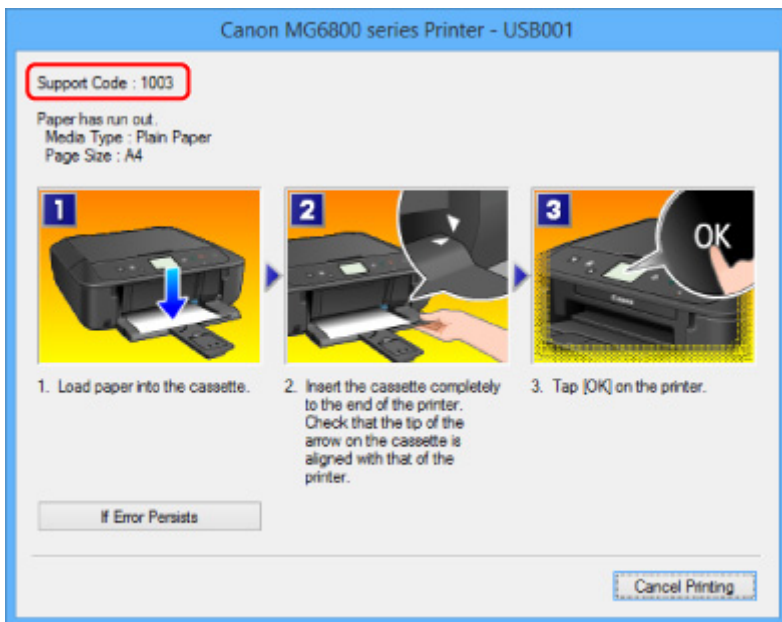 Canon MG6800 series Printer - USB001
Support Code : 1003
Paper has run out.
Media Type : Plain Paper
Page Size : A4
1
2
3
OK
Canon
1. Load paper into the cassette.
2. Insert the cassette completely
to the end of the printer.
Check that the tip of the
arrow on the cassette is
aligned with that of the
printer.
3. Tap [OK] on the printer.
If Error Persists
Cancel Printing